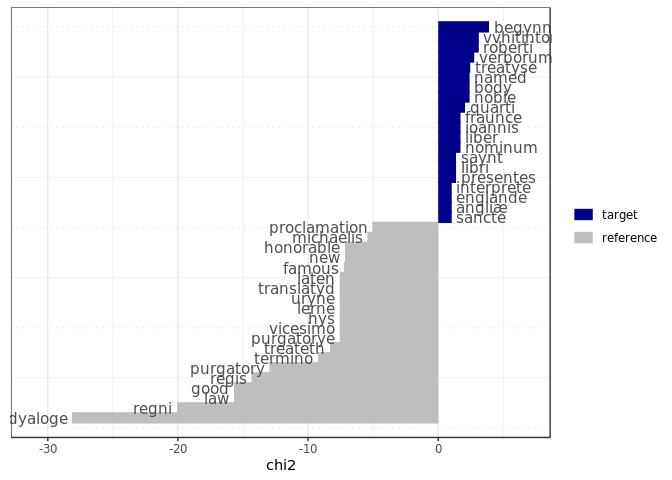 begynn
vvhitinton
roberti
verborum
treatyse
named
body
noble
quarti
fraunce
ioannis
liber
nominum
saynt
libri
presentes
interprete
englande
angliæ
sancte
proclamation
michaelis
honorable
new
famous
laten
translatyd
uryne
lerne
hys
vicesimo
purgatorye
treateth
termino
purgatory
regis
good
law
regni
dyaloge
target
reference
-30 -20 -10 0
chi2